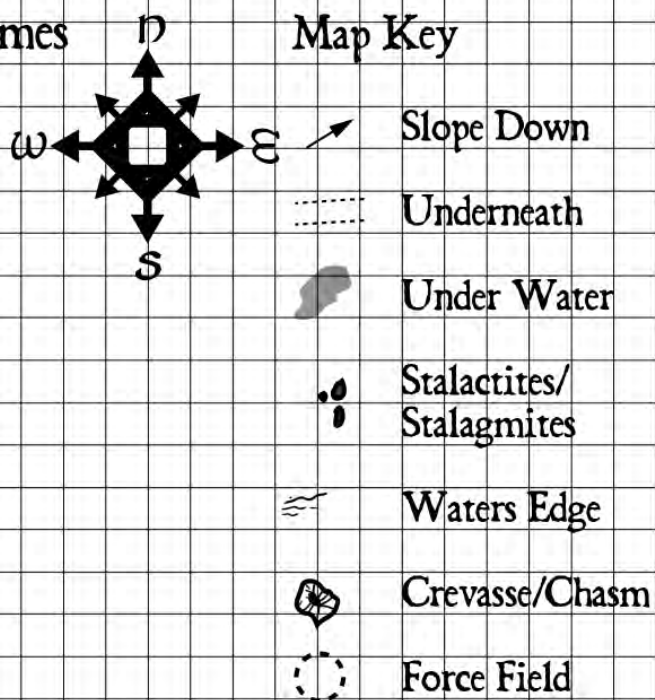 mes
Map Key
N
W
E
S
Slope Down
Underneath
Under Water
Stalactites/
Stalagmites
Waters Edge
Crevasse/Chasm
Force Field